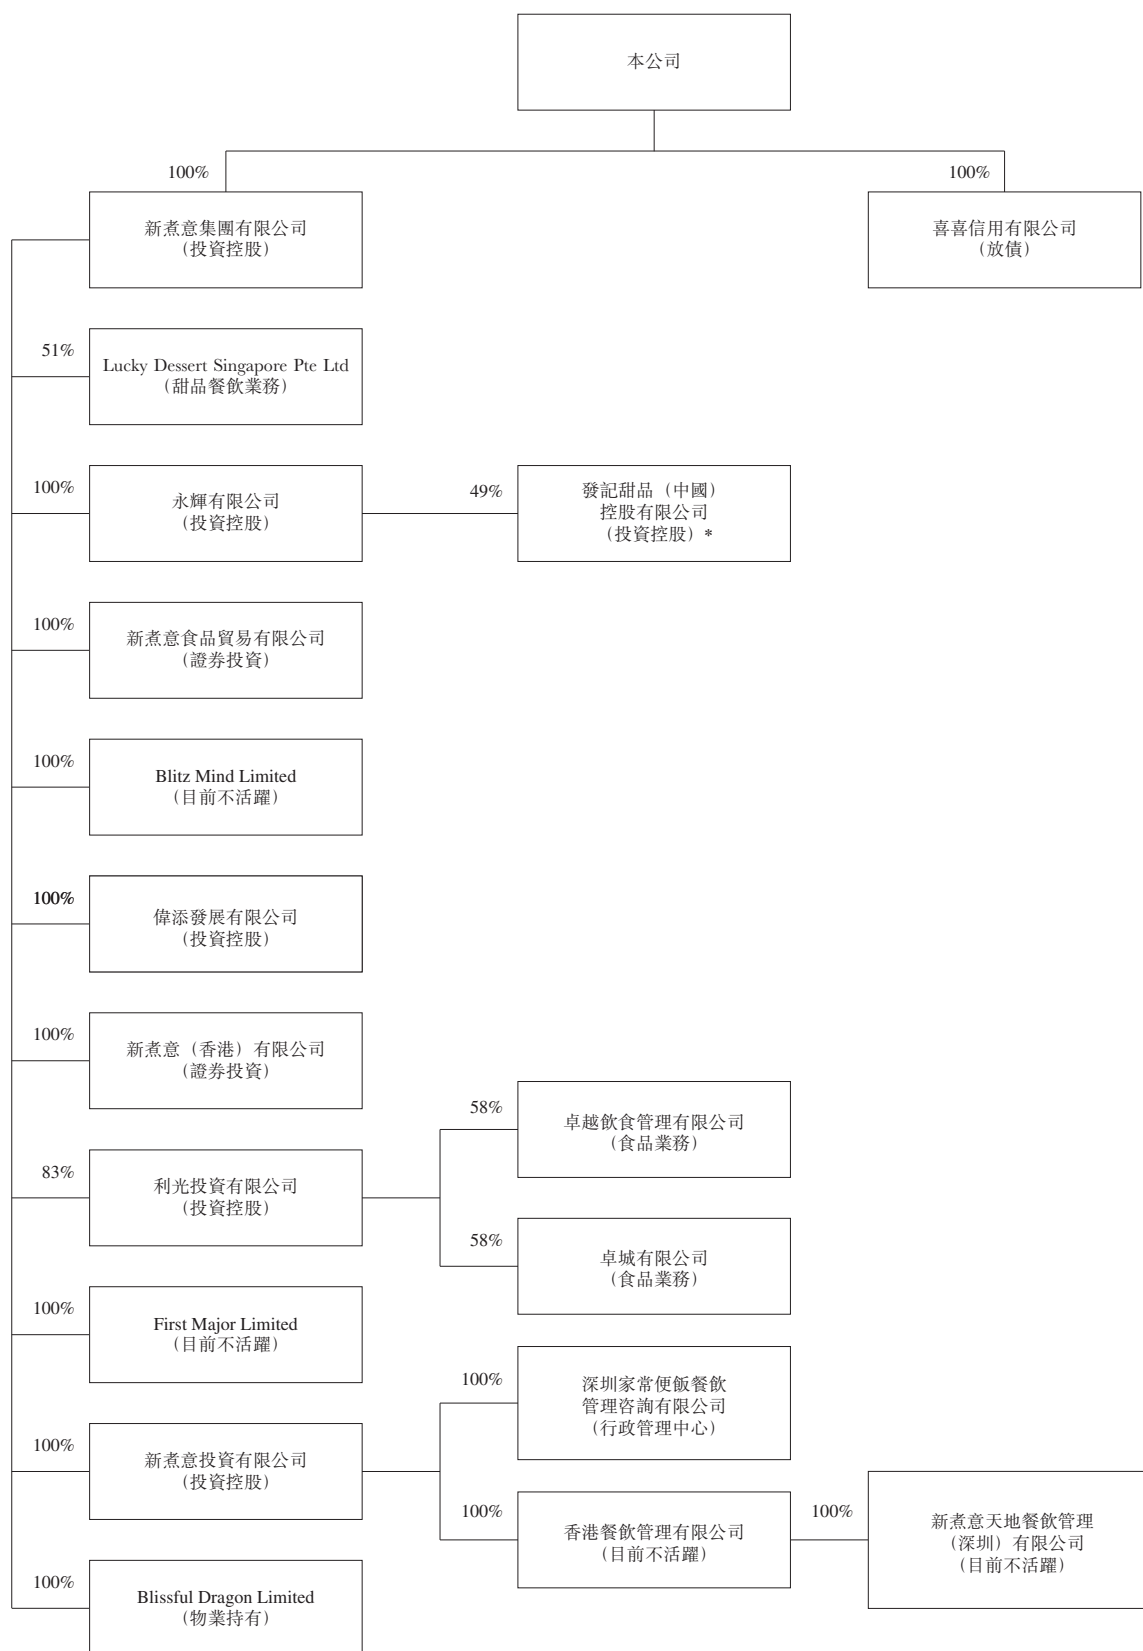 本公司
100%
100%
新煮意集團有限公司
（投資控股）
喜喜信用有限公司
（放債）
51%
Lucky Dessert Singapore Pte Ltd
（甜品餐飲業務）
100%
永輝有限公司
（投資控股）
49%
發記甜品（中國）
控股有限公司
（投資控股）*
100%
新煮意食品貿易有限公司
（證券投資）
100%
Blitz Mind Limited
（目前不活躍）
100%
偉添發展有限公司
（投資控股）
100%
新煮意（香港）有限公司
（證券投資）
58%
卓越飲食管理有限公司
（食品業務）
83%
利光投資有限公司
（投資控股）
58%
卓城有限公司
（食品業務）
100%
First Major Limited
（目前不活躍）
100%
深圳家常便飯餐飲
管理咨詢有限公司
（行政管理中心）
100%
新煮意投資有限公司
（投資控股）
100%
香港餐飲管理有限公司
（目前不活躍）
100%
新煮意天地餐飲管理
（深圳）有限公司
（目前不活躍）
100%
Blissful Dragon Limited
（物業持有）